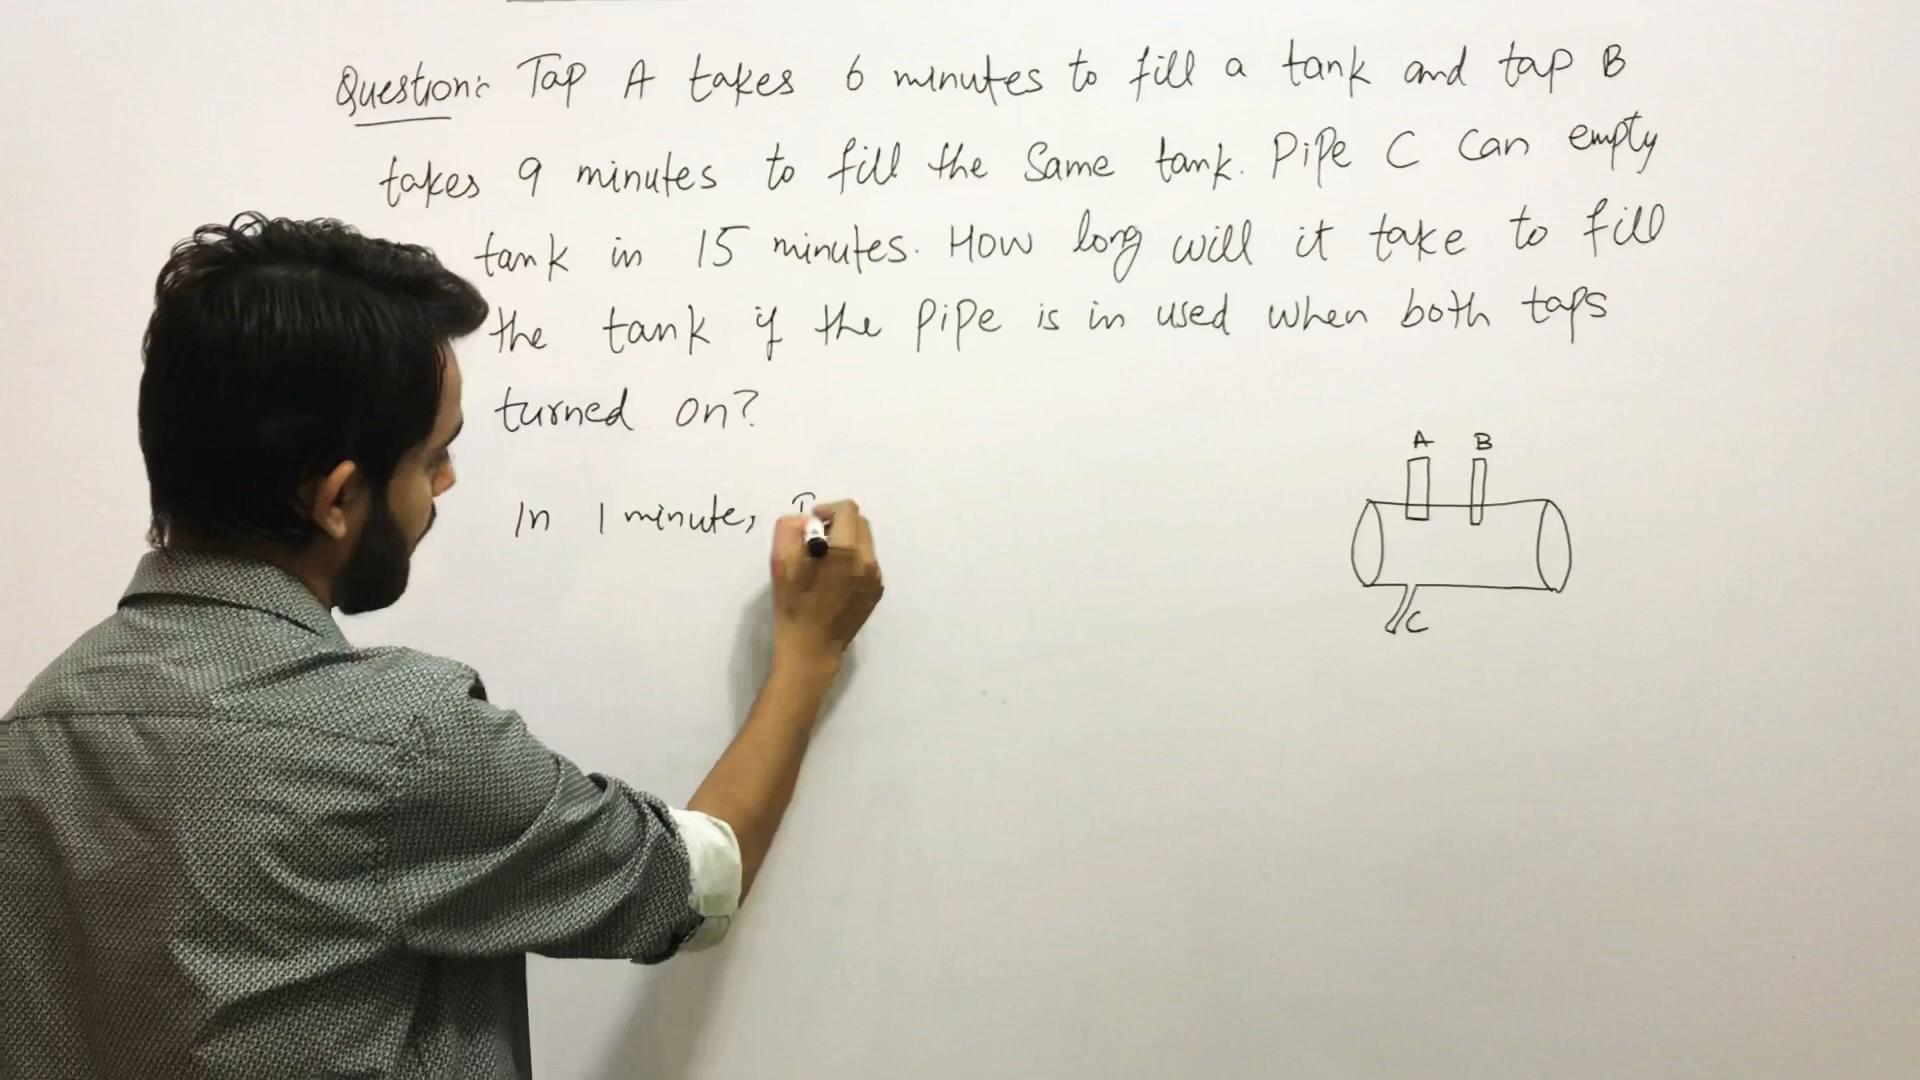 Question: Tap A takes 6 minutes to fill a tank and tap B
takes 9 minutes to fill the same tank. Pipe C can empty
tank in 15 minutes. How long will it take to fill
the tank if the pipe is in used when both taps
turned on?
A B
In 1 minute, T
C